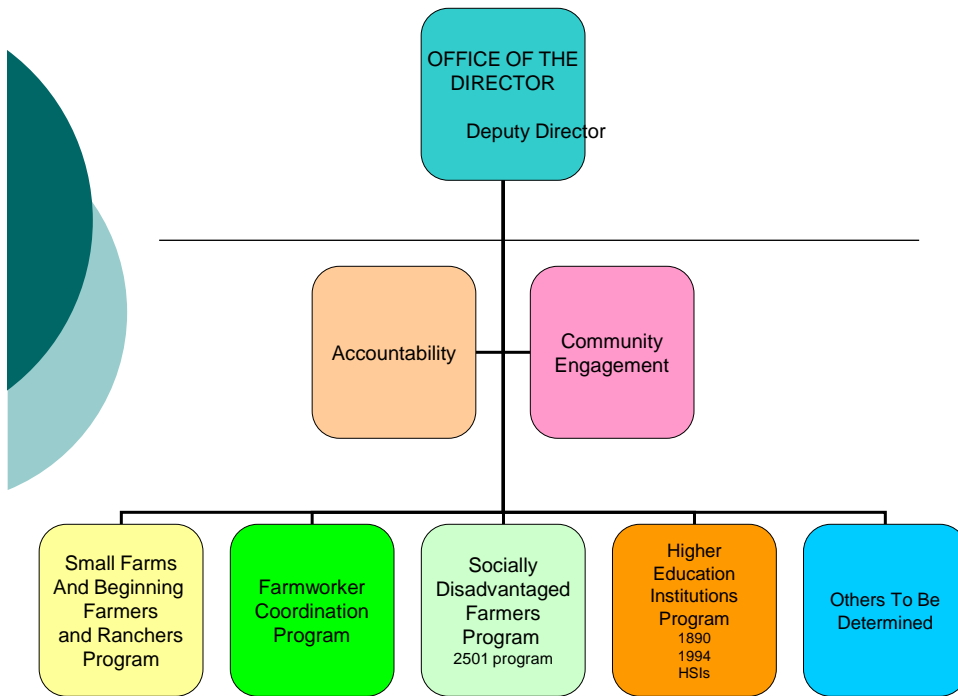 OFFICE OF THE
DIRECTOR
Deputy Director
Accountability
Community
Engagement
Small Farms
And Beginning
Farmers
and Ranchers
Program
Farmworker
Coordination
Program
Socially
Disadvantaged
Farmers
Program
2501 program
Higher
Education
Institutions
Program
1890
1994
HSIs
Others To Be
Determined